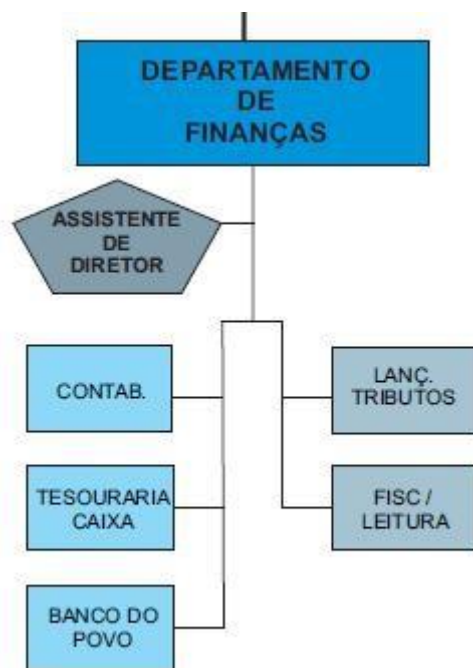 DEPARTAMENTO
DE
FINANÇAS
ASSISTENTE
DE
DIRETOR
CONTAB.
LANÇ.
TRIBUTOS
TESOURARIA
CAIXA
FISC /
LEITURA
BANCO DO
POVO